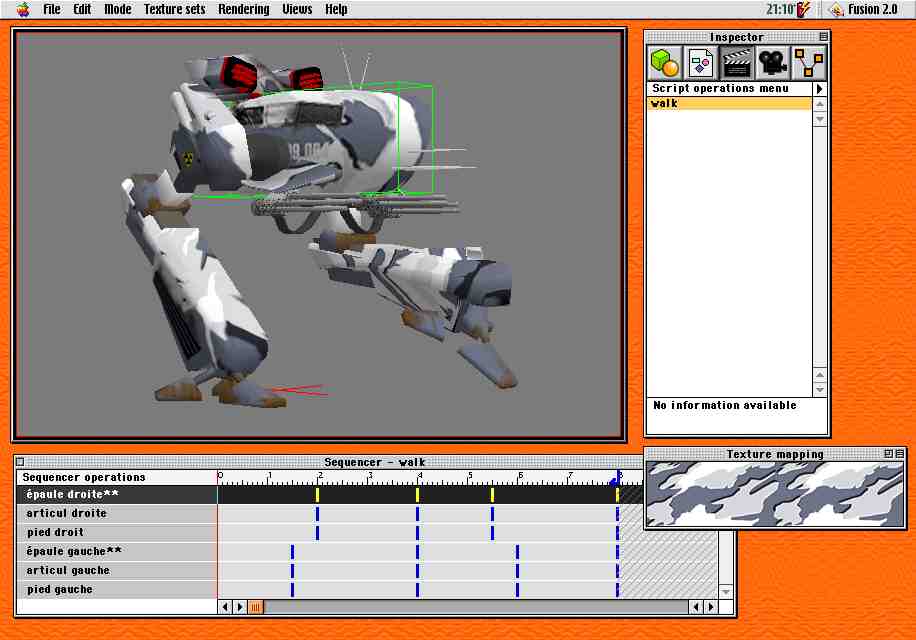 File Edit Mode Texture sets Rendering Views Help 21:10 Fusion 2.0
Inspector
Script operations menu
walk
No information available
Sequencer - walk
Sequencer operations 0 1 2 3 4 5 6 7
épaule droite**
articul droite
pied droit
épaule gauche**
articul gauche
pied gauche
Texture mapping